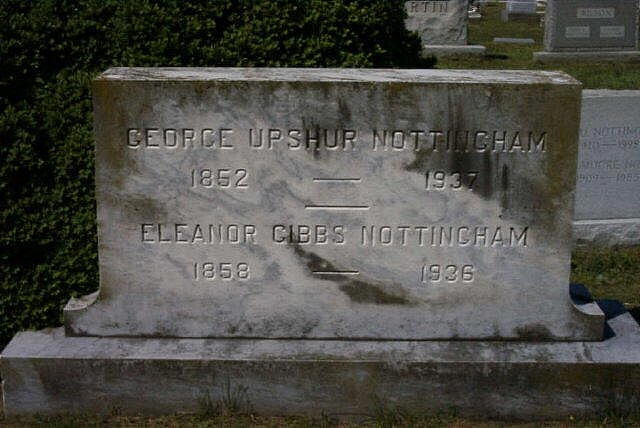 GEORGE UPSHUR NOTTINGHAM
1852 — 1937
ELEANOR GIBBS NOTTINGHAM
1858 — 1936